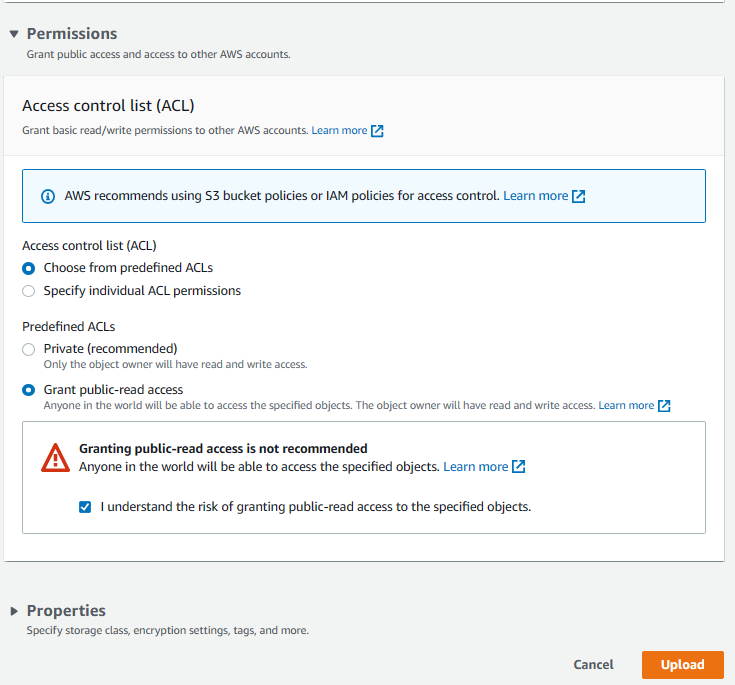 Permissions
Grant public access and access to other AWS accounts.
Access control list (ACL)
Grant basic read/write permissions to other AWS accounts. Learn more
AWS recommends using S3 bucket policies or IAM policies for access control. Learn more
Access control list (ACL)
Choose from predefined ACLs
Specify individual ACL permissions
Predefined ACLs
Private (recommended)
Only the object owner will have read and write access.
Grant public-read access
Anyone in the world will be able to access the specified objects. The object owner will have read and write access. Learn more
Granting public-read access is not recommended
Anyone in the world will be able to access the specified objects. Learn more
I understand the risk of granting public-read access to the specified objects.
Properties
Specify storage class, encryption settings, tags, and more.
Cancel Upload